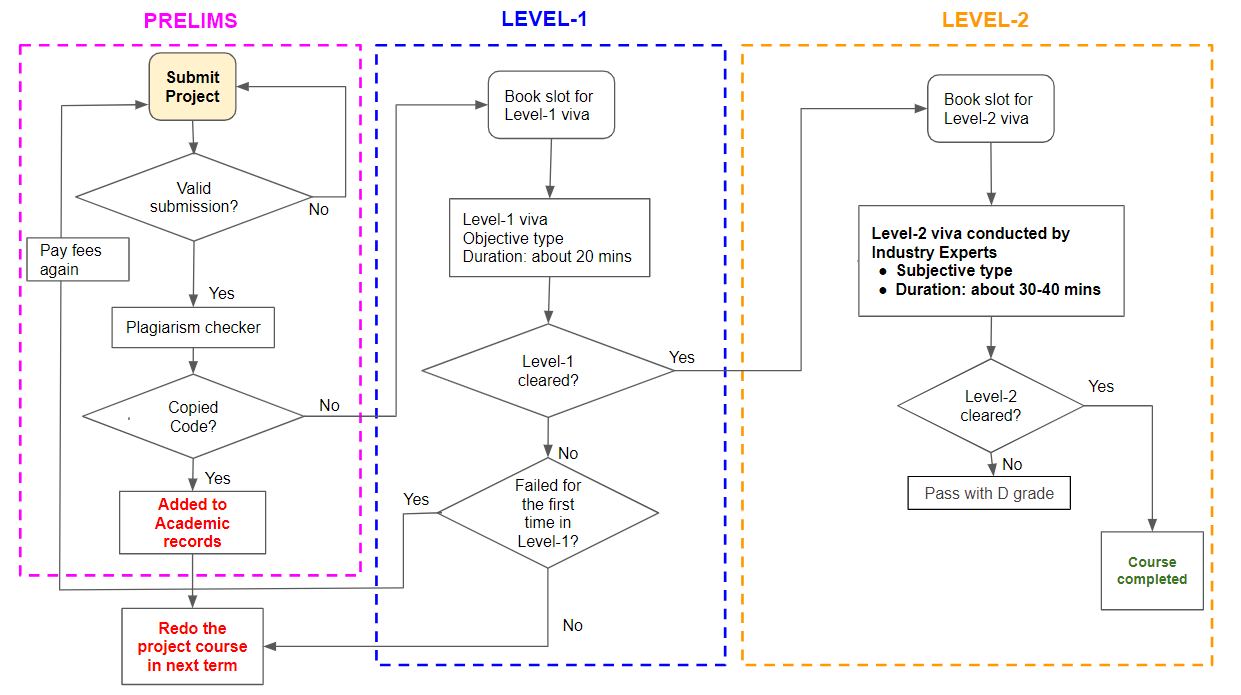 PRELIMS
Submit
Project
Valid
submission?
No
Pay fees
again
Yes
Plagiarism checker
Copied
Code?
No
Yes
Added to
Academic
records
Redo the
project course
in next term
LEVEL-1
Book slot for
Level-1 viva
Level-1 viva
Objective type
Duration: about 20 mins
Level-1
cleared?
Yes
No
Failed for
the first
time in
Level-1?
Yes
No
LEVEL-2
Book slot for
Level-2 viva
Level-2 viva conducted by
Industry Experts
● Subjective type
● Duration: about 30-40 mins
Level-2
cleared?
Yes
No
Pass with D grade
Course
completed